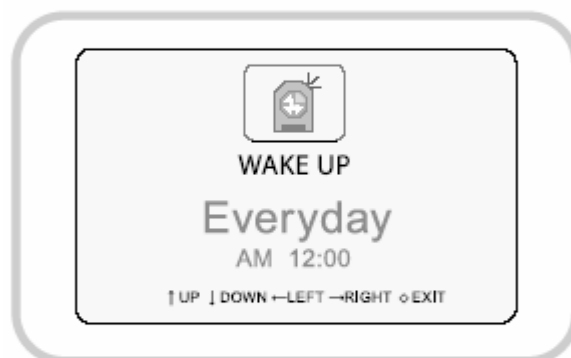 WAKE UP
Everyday
AM 12:00
↑UP ↓DOWN ←LEFT →RIGHT ◇EXIT